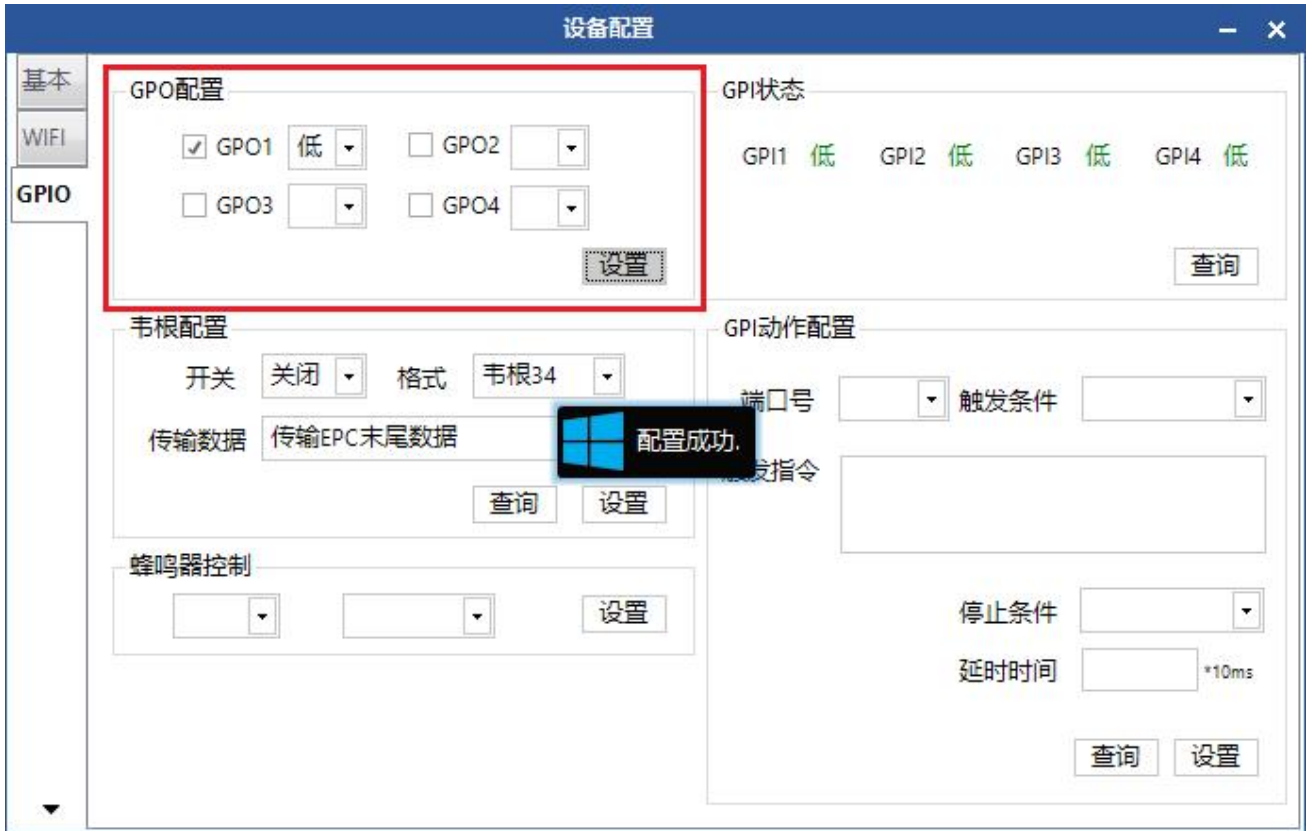 设备配置
基本
WIFI
GPIO
GPO配置
GPO1 低 GPO2
GPO3 GPO4
设置
GPI状态
GPI1 低 GPI2 低 GPI3 低 GPI4 低
查询
韦根配置
开关 关闭 格式 韦根34
传输数据 传输EPC末尾数据
查询 设置
配置成功.
蜂鸣器控制
设置
GPI动作配置
端口号 触发条件
触发指令
停止条件
延时时间 *10ms
查询 设置